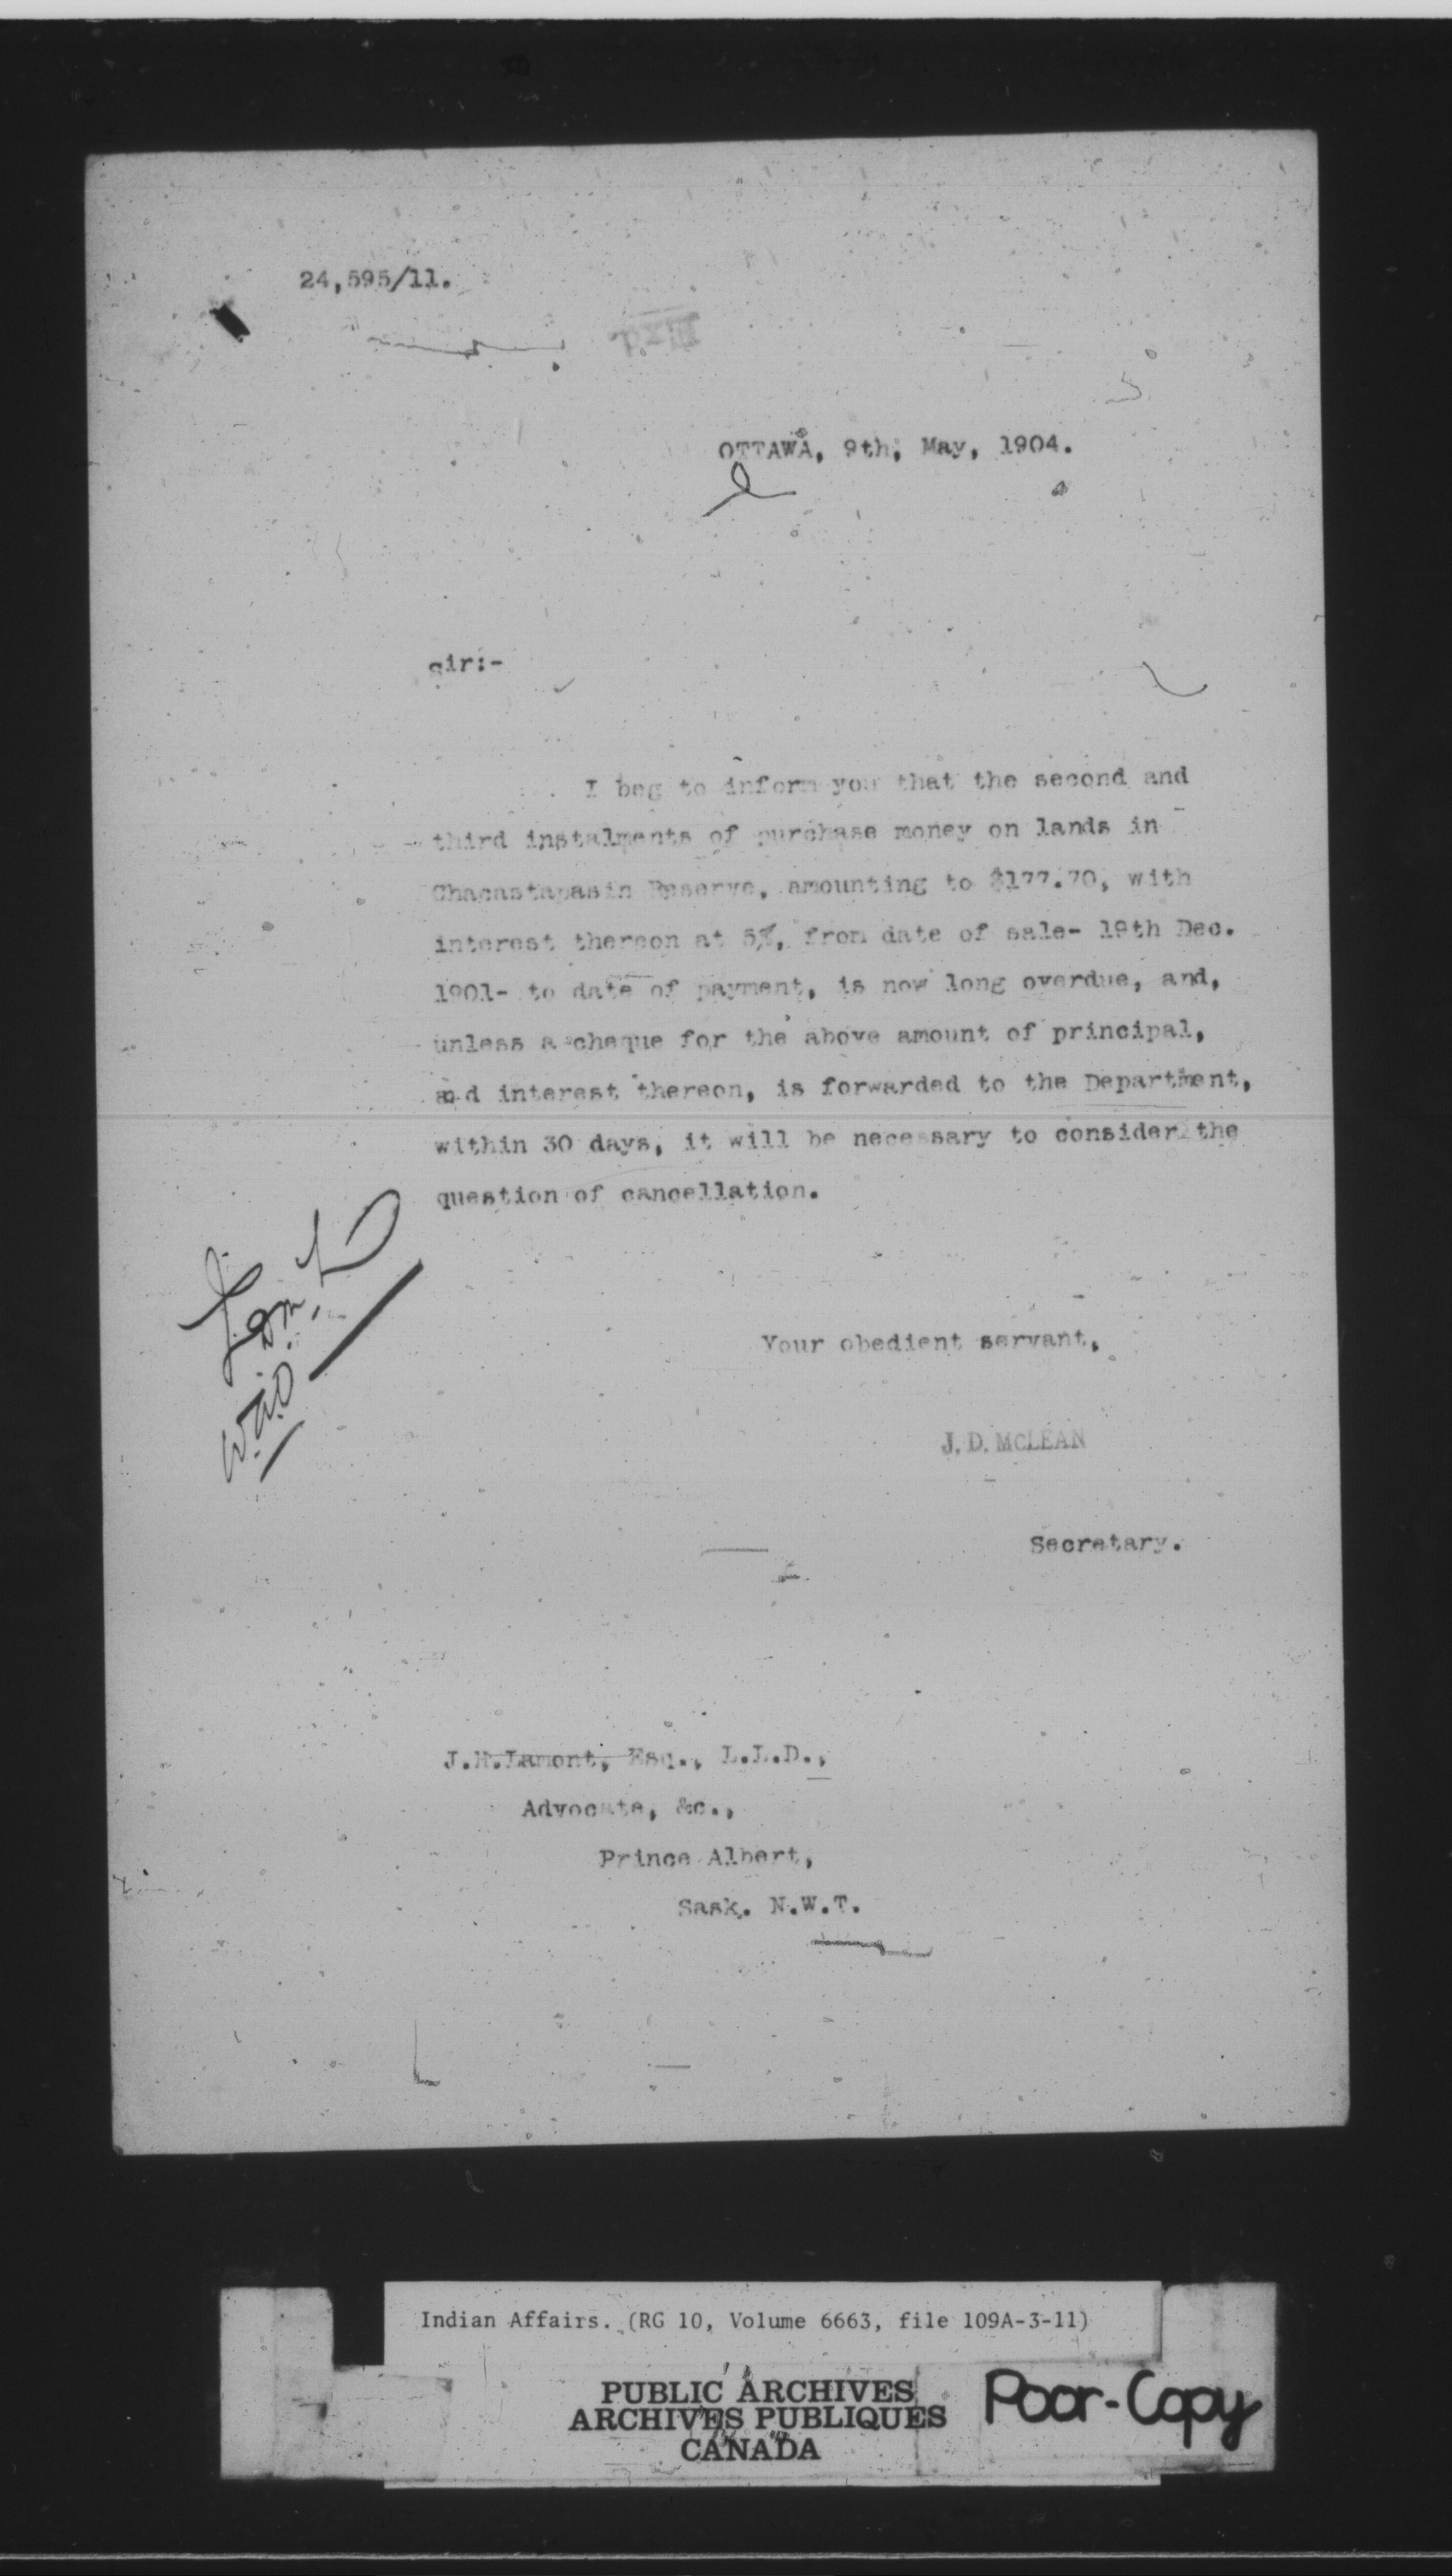 24,595/11.
OTTAWA, 9th, May, 1904.
Sir:-
I beg to inform you that the second and
third instalments of purchase money on lands in
Chacastapasin Reserve, amounting to $177.70, with
interest thereon at 5%, from date of sale- 19th Dec.
1901- to date of payment, is now long overdue, and,
unless a cheque for the above amount of principal,
and interest thereon, is forwarded to the Department,
within 30 days, it will be necessary to consider the
question of cancellation.
W.A.O.
Your obedient servant,
J. D. McLEAN
Secretary.
J.H.Lamont, Esq., L.L.D.,
Advocate, &c.,
Prince Albert,
Sask. N.W.T.
Indian Affairs. (RG 10, Volume 6663, file 109A-3-11)
PUBLIC ARCHIVES
ARCHIVES PUBLIQUES
CANADA
Poor-Copy